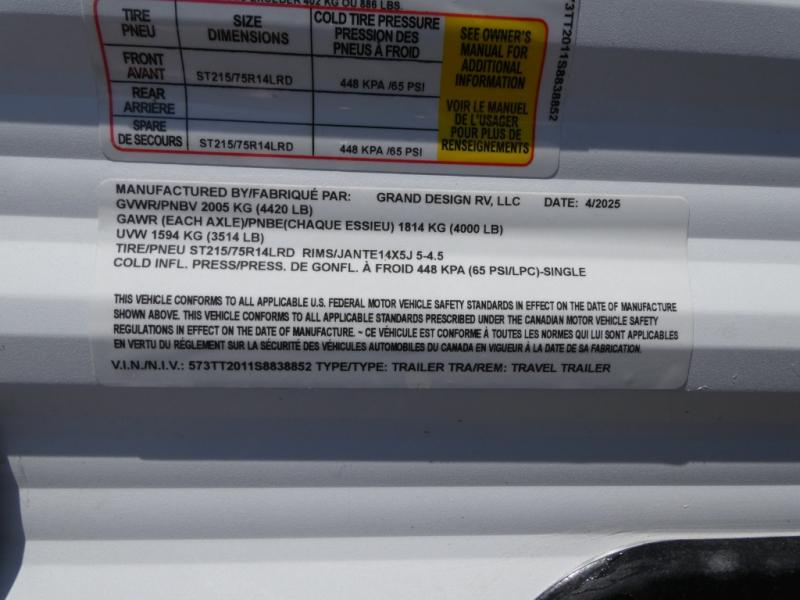 402 KG OU 886 LBS.
TIRE PNEU
SIZE DIMENSIONS
COLD TIRE PRESSURE PRESSION DES PNEUS À FROID
SEE OWNER'S MANUAL FOR ADDITIONAL INFORMATION
FRONT AVANT
ST215/75R14LRD
448 KPA /65 PSI
REAR ARRIÈRE
VOIR LE MANUEL DE L'USAGER POUR PLUS DE RENSEIGNEMENTS
SPARE DE SECOURS
ST215/75R14LRD
448 KPA /65 PSI
573TT2011S8838852
MANUFACTURED BY/FABRIQUÉ PAR: GRAND DESIGN RV, LLC DATE: 4/2025
GVWR/PNBV 2005 KG (4420 LB)
GAWR (EACH AXLE)/PNBE(CHAQUE ESSIEU) 1814 KG (4000 LB)
UVW 1594 KG (3514 LB)
TIRE/PNEU ST215/75R14LRD RIMS/JANTE14X5J 5-4.5
COLD INFL. PRESS/PRESS. DE GONFL. À FROID 448 KPA (65 PSI/LPC)-SINGLE
THIS VEHICLE CONFORMS TO ALL APPLICABLE U.S. FEDERAL MOTOR VEHICLE SAFETY STANDARDS IN EFFECT ON THE DATE OF MANUFACTURE
SHOWN ABOVE. THIS VEHICLE CONFORMS TO ALL APPLICABLE STANDARDS PRESCRIBED UNDER THE CANADIAN MOTOR VEHICLE SAFETY
REGULATIONS IN EFFECT ON THE DATE OF MANUFACTURE. ~ CE VÉHICULE EST CONFORME À TOUTES LES NORMES QUI LUI SONT APPLICABLES
EN VERTU DU RÉGLEMENT SUR LA SÉCURITÉ DES VÉHICULES AUTOMOBILES DU CANADA EN VIGUEUR À LA DATE DE SA FABRICATION.
V.I.N./N.I.V.: 573TT2011S8838852 TYPE/TYPE: TRAILER TRA/REM: TRAVEL TRAILER